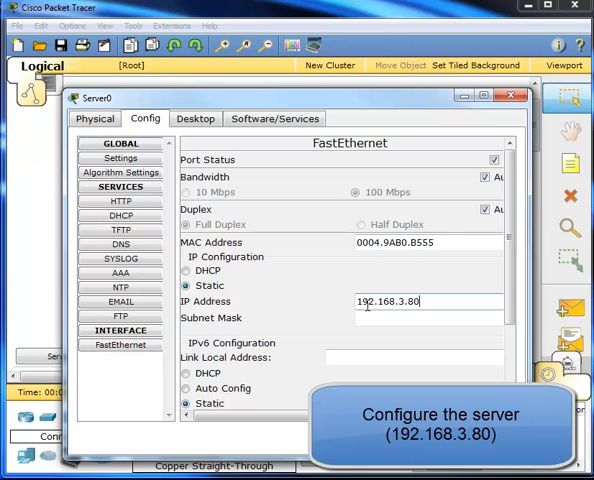 Cisco Packet Tracer
File Edit Options View Tools Extensions Help
Logical [Root] New Cluster Move Object Set Tiled Background Viewport
Server0
Physical Config Desktop Software/Services
GLOBAL
Settings
Algorithm Settings
SERVICES
HTTP
DHCP
TFTP
DNS
SYSLOG
AAA
NTP
EMAIL
FTP
INTERFACE
FastEthernet
FastEthernet
Port Status
Bandwidth Au
10 Mbps 100 Mbps
Duplex Au
Full Duplex Half Duplex
MAC Address 0004.9AB0.B555
IP Configuration
DHCP
Static
IP Address 192.168.3.80
Subnet Mask
IPv6 Configuration
Link Local Address:
DHCP
Auto Config
Static
Configure the server
(192.168.3.80)
Copper Straight-Through